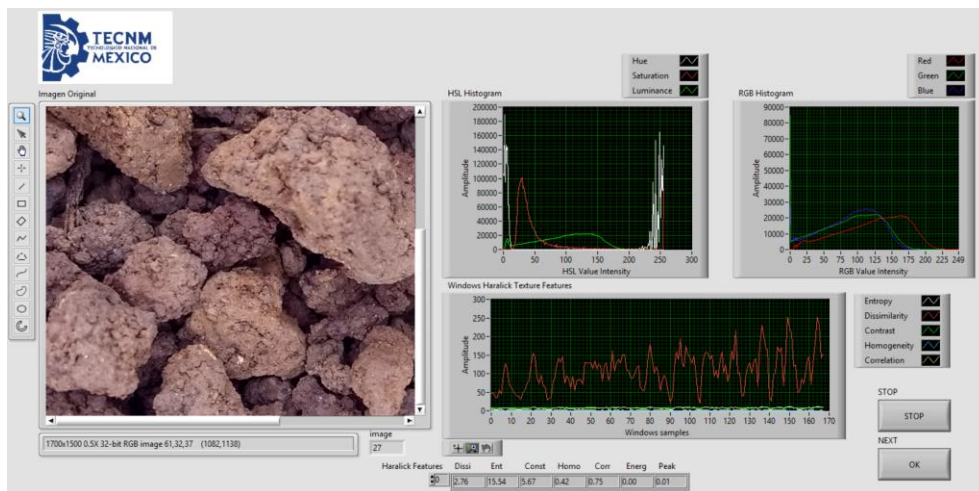 TECNM
TECNOLÓGICO NACIONAL DE
MÉXICO
Imagen Original
1700x1500 0.5X 32-bit RGB image 61,32,37 (1082,1138)
image
27
Hue
Saturation
Luminance
HSL Histogram
Amplitude
200000
180000
160000
140000
120000
100000
80000
60000
40000
20000
0
0 50 100 150 200 250 300
HSL Value Intensity
Red
Green
Blue
RGB Histogram
Amplitude
90000
80000
70000
60000
50000
40000
30000
20000
10000
0
0 25 50 75 100 125 150 175 200 225 249
RGB Value Intensity
Windows Haralick Texture Features
Amplitude
300
250
200
150
100
50
0
0 10 20 30 40 50 60 70 80 90 100 110 120 130 140 150 160 170
Windows samples
Entropy
Dissimilarity
Contrast
Homogeneity
Correlation
STOP
STOP
NEXT
OK
Haralick Features Dissi Ent Const Homo Corr Energ Peak
0 2.76 15.54 5.67 0.42 0.75 0.00 0.01